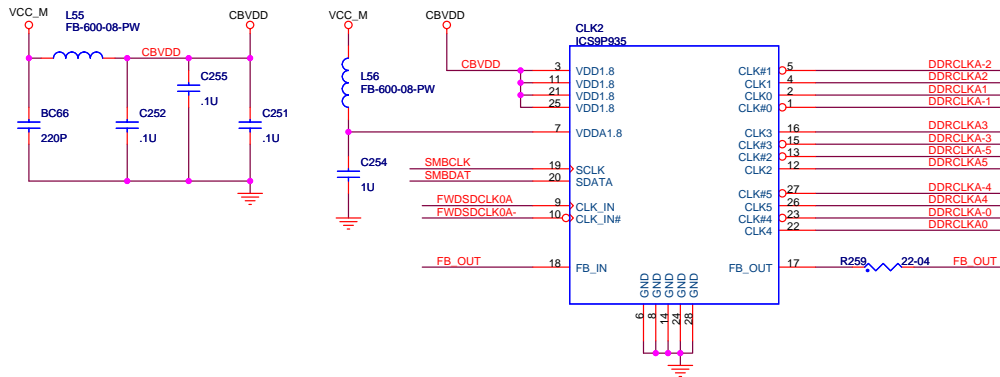 VCC_M
L55
FB-600-08-PW
CBVDD
CBVDD
BC66
220P
C252
.1U
C255
.1U
C251
.1U
VCC_M
CBVDD
L56
FB-600-08-PW
C254
1U
CBVDD
SMBCLK
SMBDAT
FWDSDCLK0A
FWDSDCLK0A-
FB_OUT
CLK2
ICS9P935
3 VDD1.8
11 VDD1.8
21 VDD1.8
25 VDD1.8
7 VDDA1.8
19 SCLK
20 SDATA
9 CLK_IN
10 CLK_IN#
18 FB_IN
CLK#1 5 DDRCLKA-2
CLK1 4 DDRCLKA2
CLK0 2 DDRCLKA1
CLK#0 1 DDRCLKA-1
CLK3 16 DDRCLKA3
CLK#3 15 DDRCLKA-3
CLK#2 13 DDRCLKA-5
CLK2 12 DDRCLKA5
CLK#5 27 DDRCLKA-4
CLK5 26 DDRCLKA4
CLK#4 23 DDRCLKA-0
CLK4 22 DDRCLKA0
FB_OUT 17 R259 22-04 FB_OUT
GND GND GND GND GND
6 8 14 24 28